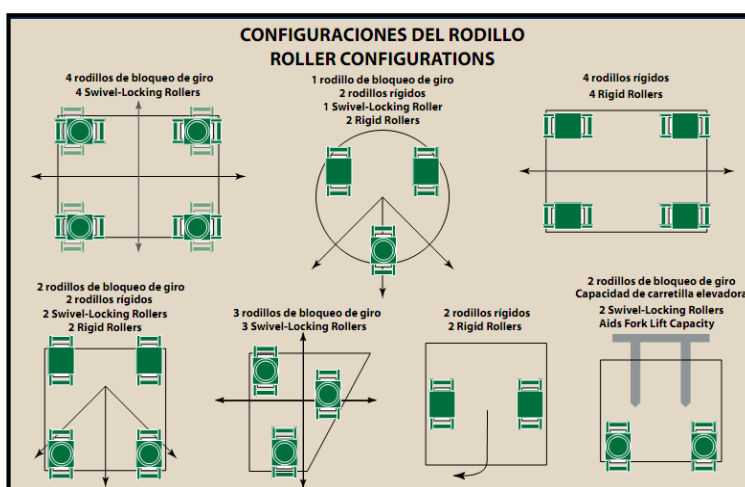 CONFIGURACIONES DEL RODILLO
ROLLER CONFIGURATIONS
4 rodillos de bloqueo de giro
4 Swivel-Locking Rollers
1 rodillo de bloqueo de giro
2 rodillos rígidos
1 Swivel-Locking Roller
2 Rigid Rollers
4 rodillos rígidos
4 Rigid Rollers
2 rodillos de bloqueo de giro
2 rodillos rígidos
2 Swivel-Locking Rollers
2 Rigid Rollers
3 rodillos de bloqueo de giro
3 Swivel-Locking Rollers
2 rodillos rígidos
2 Rigid Rollers
2 rodillos de bloqueo de giro
Capacidad de carretilla elevadora
2 Swivel-Locking Rollers
Aids Fork Lift Capacity